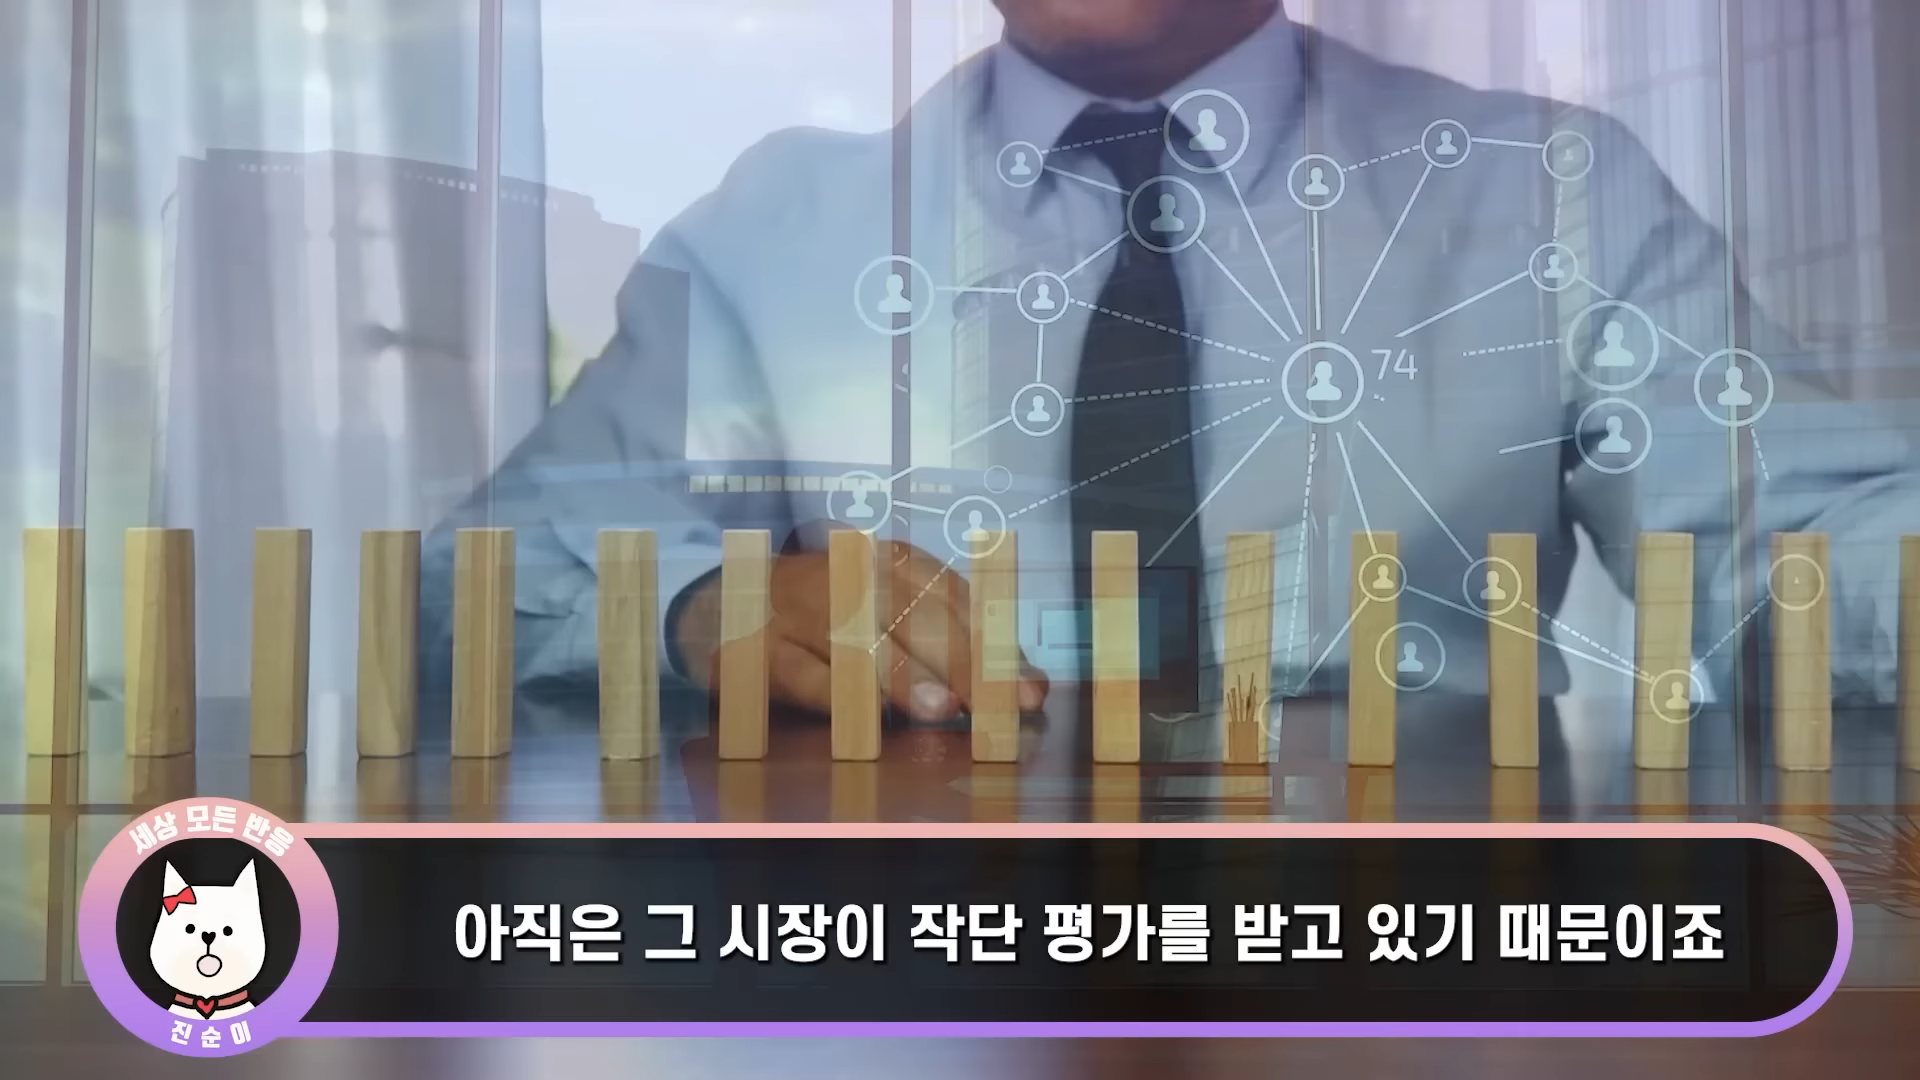 74
세상 모든 반응
아직은 그 시장이 작단 평가를 받고 있기 때문이죠
진순이